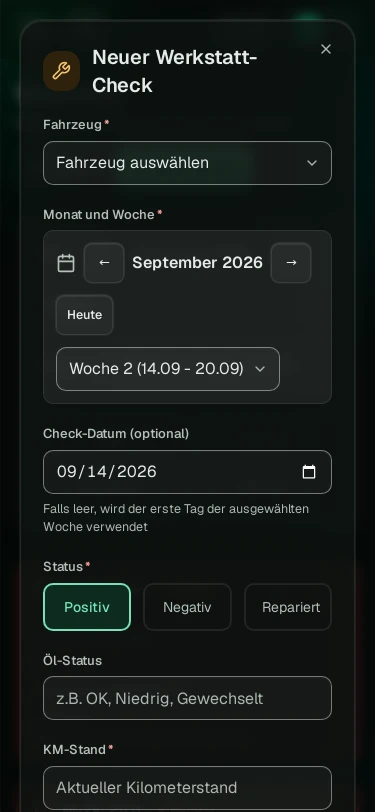 Neuer Werkstatt-
Check
×
Fahrzeug *
Fahrzeug auswählen
Monat und Woche *
← September 2026 →
Heute
Woche 2 (14.09 - 20.09)
Check-Datum (optional)
09/14/2026
Falls leer, wird der erste Tag der ausgewählten
Woche verwendet
Status *
Positiv Negativ Repariert
Öl-Status
z.B. OK, Niedrig, Gewechselt
KM-Stand *
Aktueller Kilometerstand